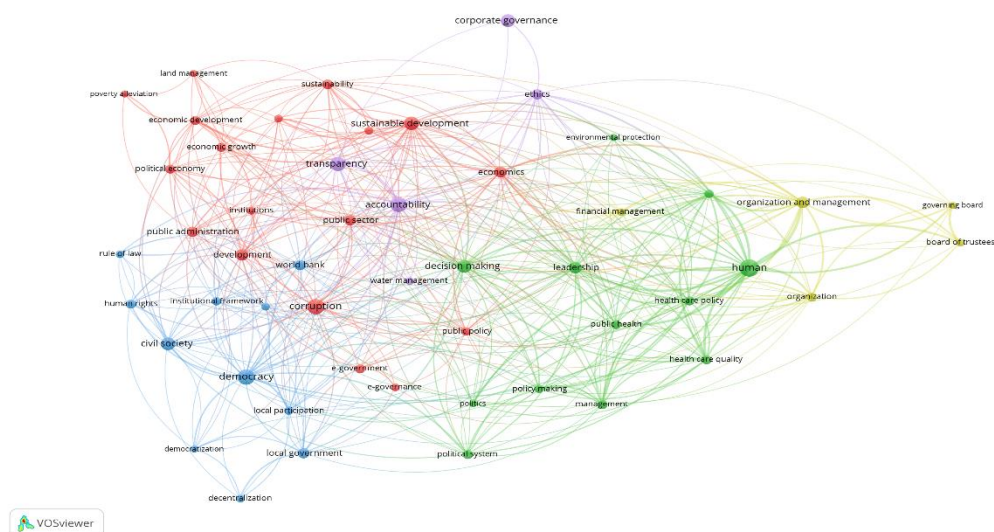 corporate governance
land management
sustainability
poverty alleviation
ethics
economic development
sustainable development
environmental protection
economic growth
transparency
political economy
economics
accountability
organization and management
governing board
institutions
financial management
public sector
public administration
board of trustees
rule of law
development
world bank
decision making
leadership
human
water management
human rights
institutional framework
corruption
health care policy
organization
public policy
public health
civil society
health care quality
e-government
democracy
e-governance
policy making
local participation
politics
management
democratization
local government
political system
decentralization
VOSviewer